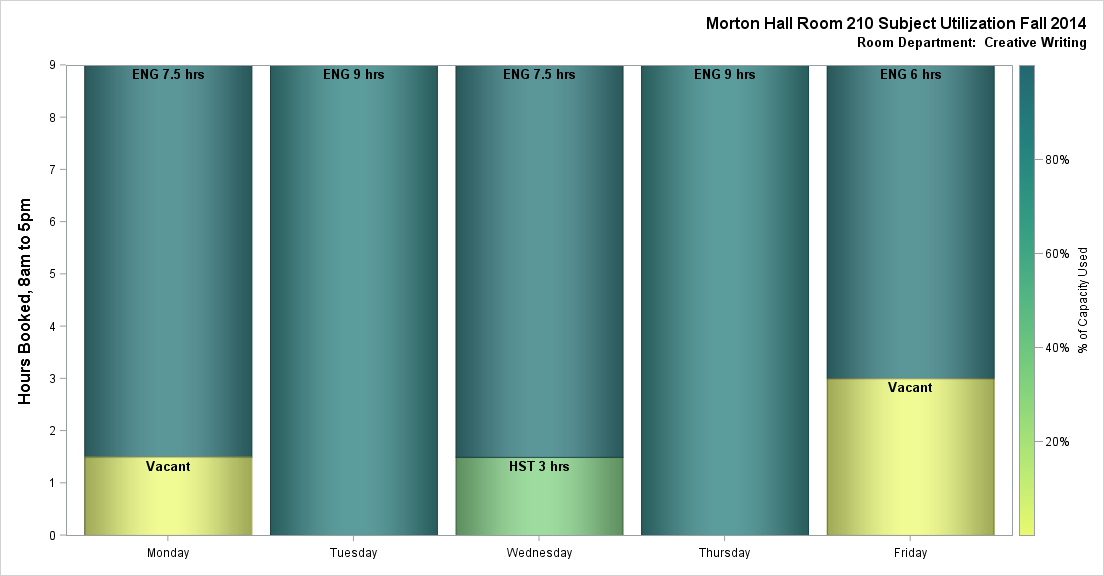 Morton Hall Room 210 Subject Utilization Fall 2014
Room Department:  Creative Writing
Hours Booked, 8am to 5pm
9
8
7
6
5
4
3
2
1
0
ENG 7.5 hrs
Vacant
ENG 9 hrs
ENG 7.5 hrs
HST 3 hrs
ENG 9 hrs
ENG 6 hrs
Vacant
Monday
Tuesday
Wednesday
Thursday
Friday
80%
60%
40%
20%
% of Capacity Used